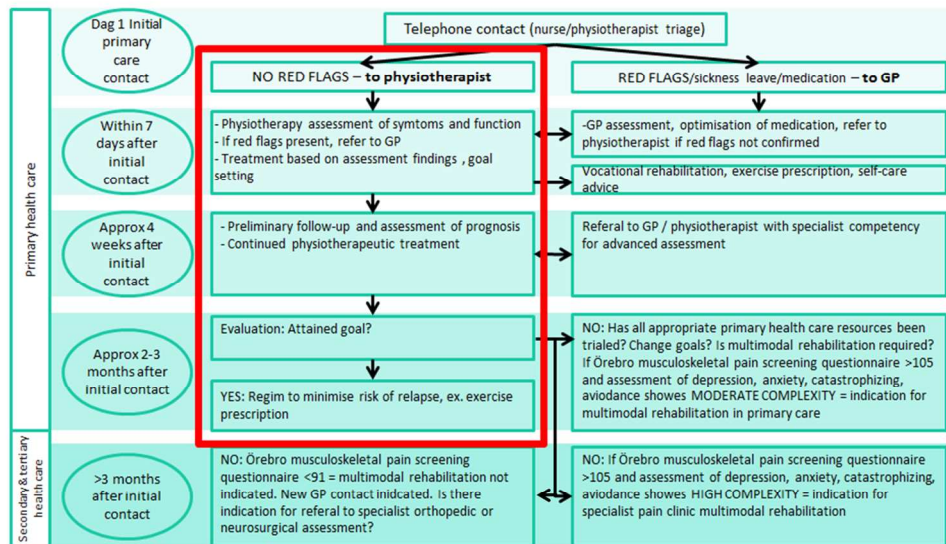 Dag 1 Initial
primary
care
contact
Telephone contact (nurse/physiotherapist triage)
NO RED FLAGS – to physiotherapist
RED FLAGS/sickness leave/medication – to GP
Primary health care
Within 7
days after
initial
contact
- Physiotherapy assessment of symtoms and function
- If red flags present, refer to GP
- Treatment based on assessment findings , goal
setting
-GP assessment, optimisation of medication, refer to
physiotherapist if red flags not confirmed
Vocational rehabilitation, exercise prescription, self-care
advice
Approx 4
weeks after
initial
contact
- Preliminary follow-up and assessment of prognosis
- Continued physiotherapeutic treatment
Referal to GP / physiotherapist with specialist competency
for advanced assessment
Approx 2-3
months after
initial contact
Evaluation: Attained goal?
YES: Regim to minimise risk of relapse, ex. exercise
prescription
NO: Has all appropriate primary health care resources been
trialed? Change goals? Is multimodal rehabilitation required?
If Örebro musculoskeletal pain screening questionnaire >105
and assessment of depression, anxiety, catastrophizing,
aviodance showes MODERATE COMPLEXITY = indication for
multimodal rehabilitation in primary care
Secondary & tertiary
health care
>3 months
after initial
contact
NO: Örebro musculoskeletal pain screening
questionnaire <91 = multimodal rehabilitation not
indicated. New GP contact inidcated. Is there
indication for referal to specialist orthopedic or
neurosurgical assessment?
NO: If Örebro musculoskeletal pain screening questionnaire
>105 and assessment of depression, anxiety, catastrophizing,
aviodance showes HIGH COMPLEXITY = indication for
specialist pain clinic multimodal rehabilitation